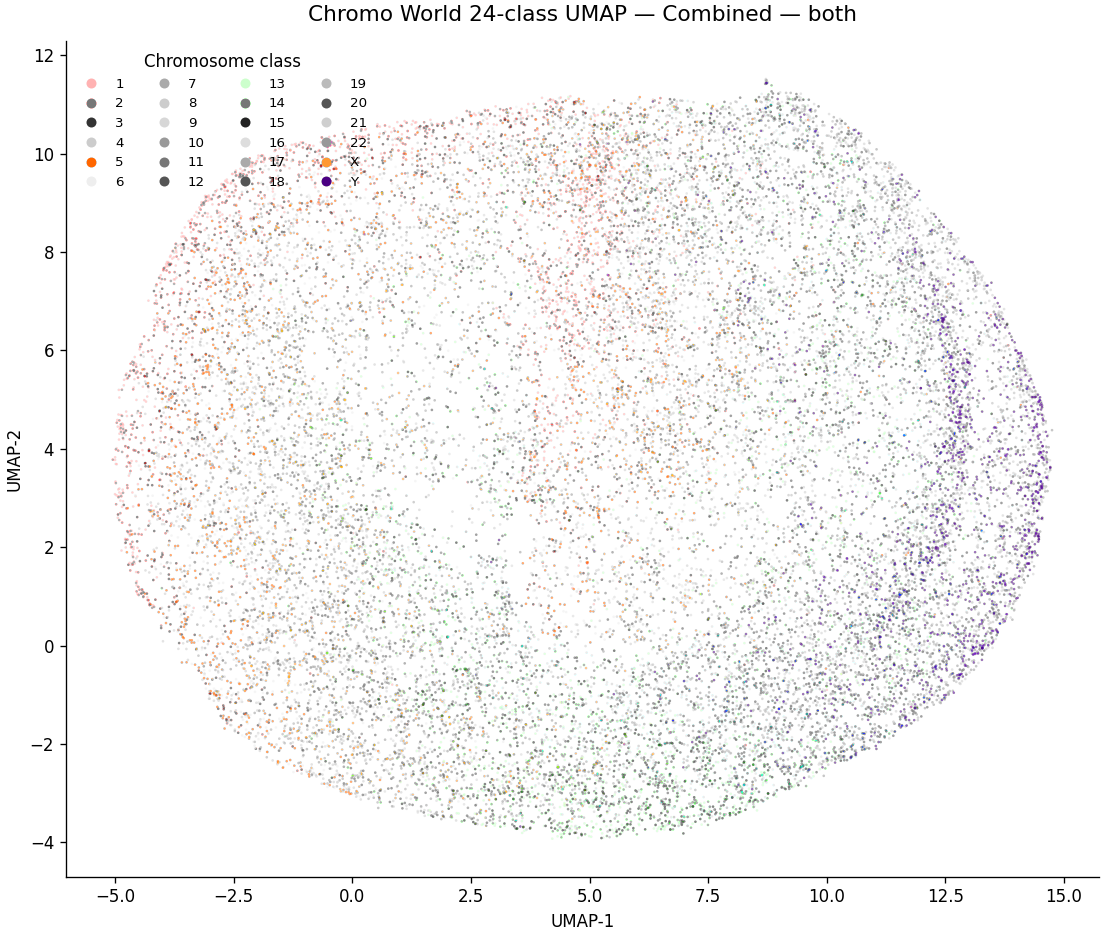 Chromo World 24-class UMAP — Combined — both
Chromosome class
1 7 13 19
2 8 14 20
3 9 15 21
4 10 16 22
5 11 17 X
6 12 18 Y
12
10
8
6
4
2
0
−2
−4
UMAP-2
−5.0 −2.5 0.0 2.5 5.0 7.5 10.0 12.5 15.0
UMAP-1